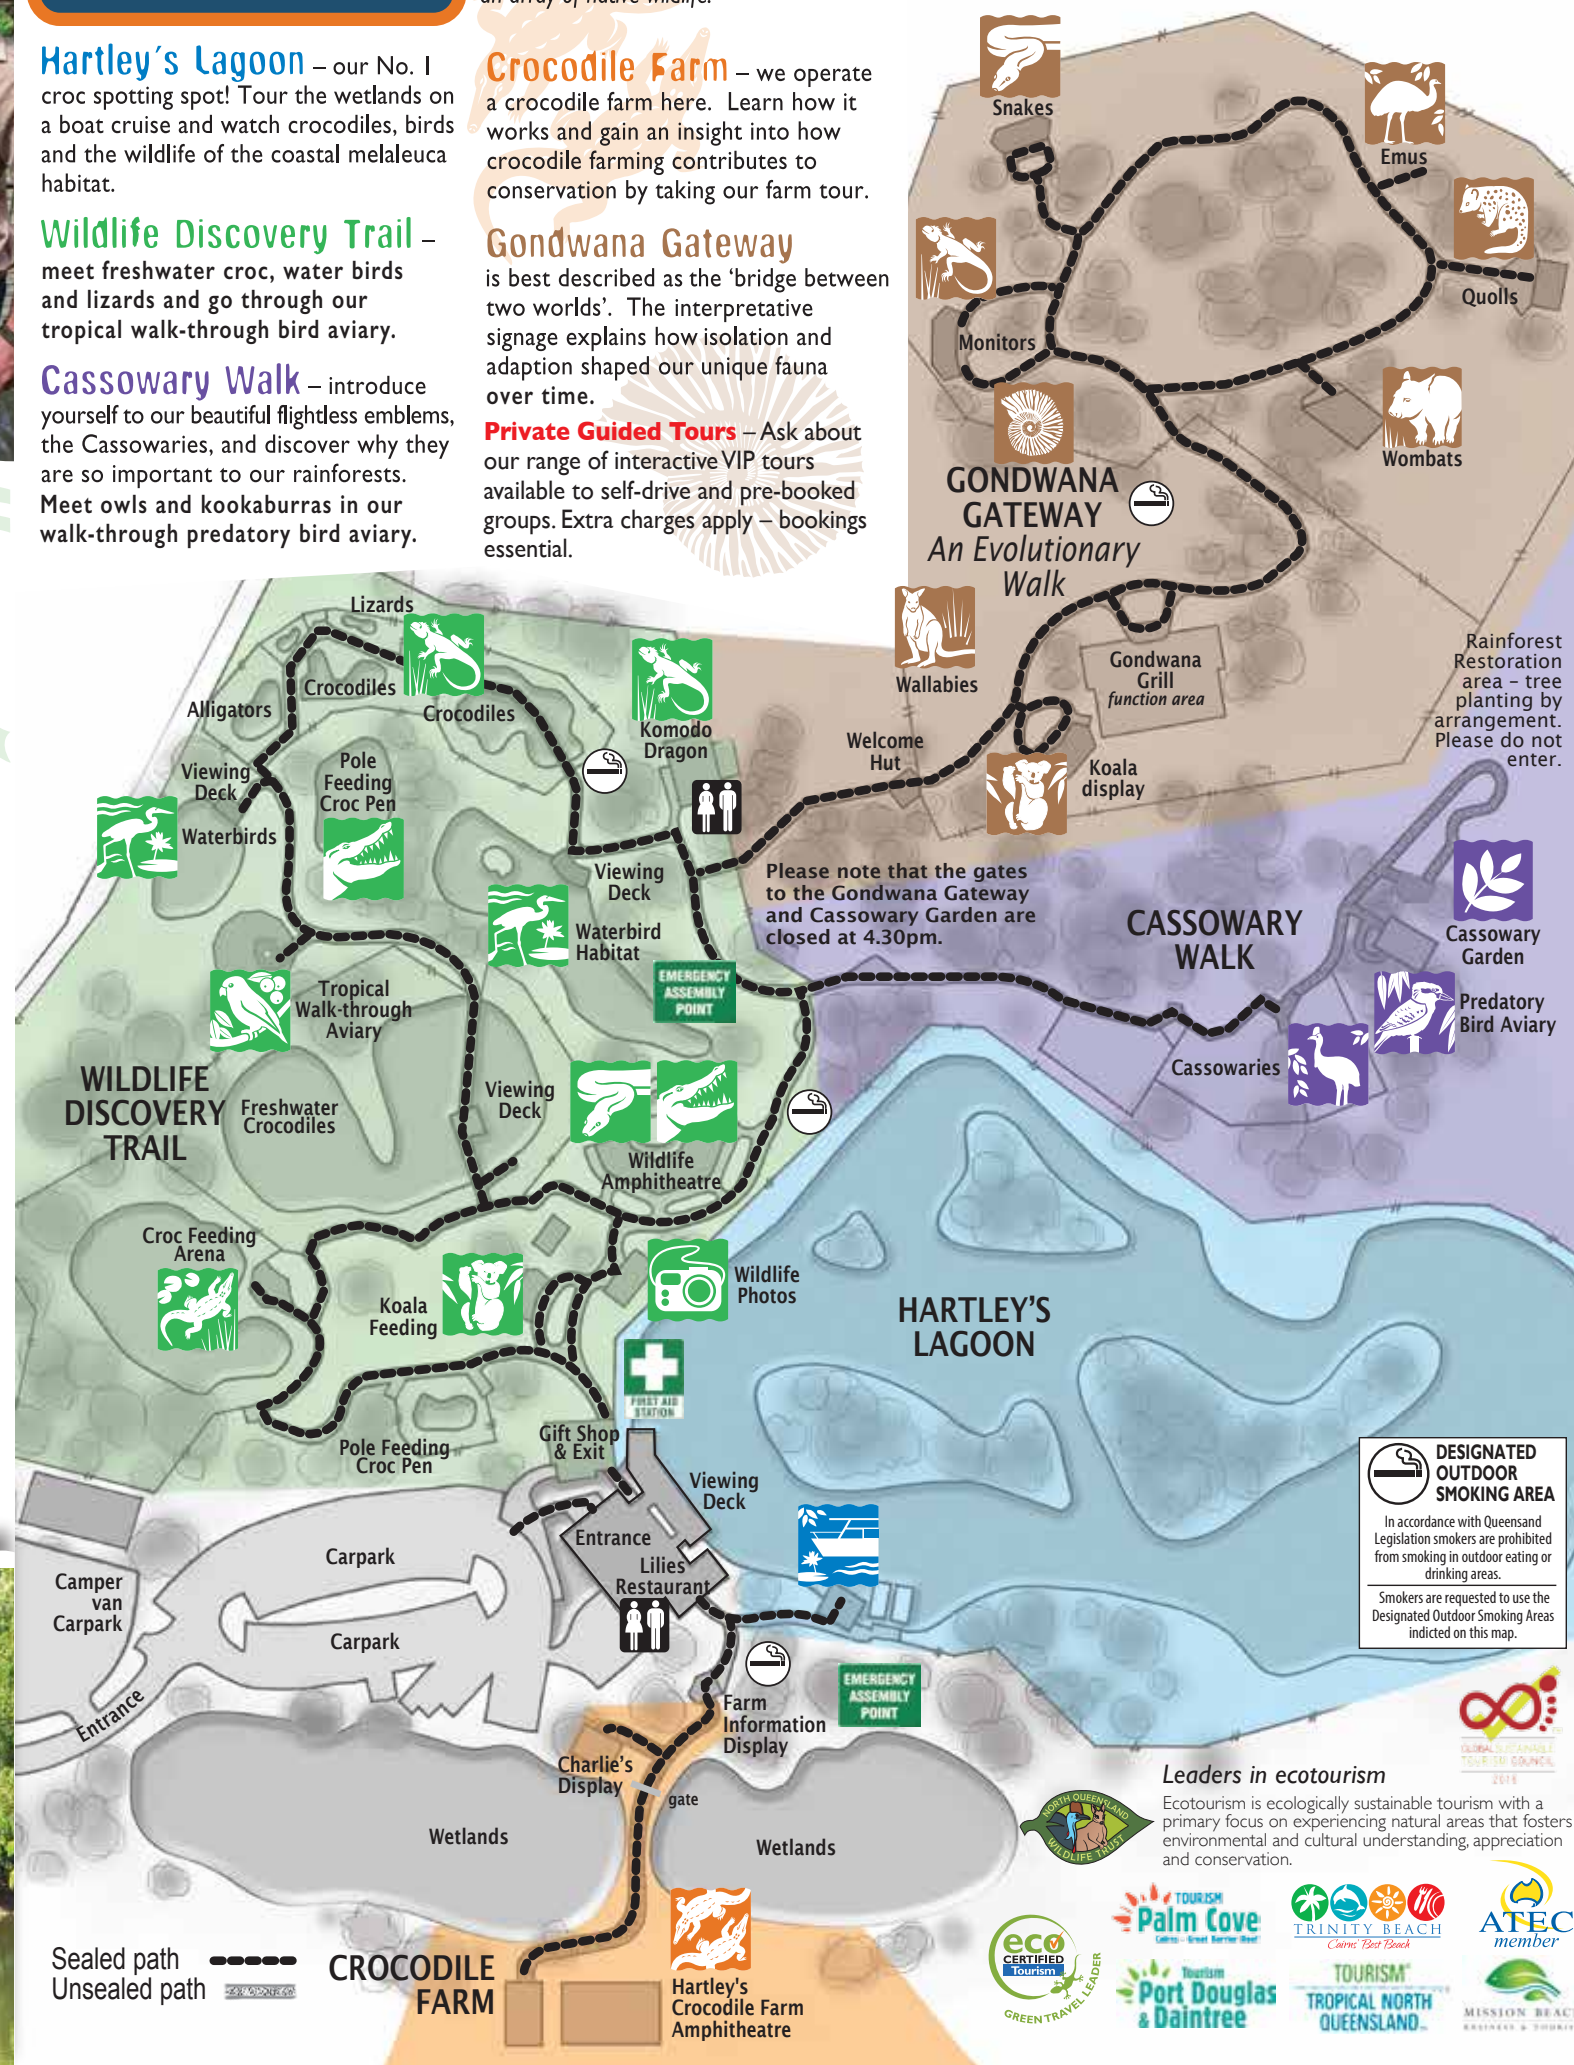 an array of native wildlife.
Hartley's Lagoon – our No. 1
croc spotting spot! Tour the wetlands on
a boat cruise and watch crocodiles, birds
and the wildlife of the coastal melaleuca
habitat.
Wildlife Discovery Trail –
meet freshwater croc, water birds
and lizards and go through our
tropical walk-through bird aviary.
Cassowary Walk – introduce
yourself to our beautiful flightless emblems,
the Cassowaries, and discover why they
are so important to our rainforests.
Meet owls and kookaburras in our
walk-through predatory bird aviary.
Crocodile Farm – we operate
a crocodile farm here. Learn how it
works and gain an insight into how
crocodile farming contributes to
conservation by taking our farm tour.
Gondwana Gateway
is best described as the 'bridge between
two worlds'. The interpretative
signage explains how isolation and
adaption shaped our unique fauna
over time.
Private Guided Tours – Ask about
our range of interactive VIP tours
available to self-drive and pre-booked
groups. Extra charges apply – bookings
essential.
Snakes
Emus
Quolls
Monitors
Wombats
GONDWANA
GATEWAY
An Evolutionary
Walk
Wallabies
Gondwana
Grill
function area
Welcome
Hut
Koala
display
Rainforest
Restoration
area – tree
planting by
arrangement.
Please do not
enter.
Lizards
Crocodiles
Crocodiles
Alligators
Komodo
Dragon
Viewing
Deck
Pole
Feeding
Croc Pen
Waterbirds
Viewing
Deck
Waterbird
Habitat
Please note that the gates
to the Gondwana Gateway
and Cassowary Garden are
closed at 4.30pm.
CASSOWARY
WALK
Cassowary
Garden
Predatory
Bird Aviary
Cassowaries
EMERGENCY
ASSEMBLY
POINT
Tropical
Walk-through
Aviary
WILDLIFE
DISCOVERY
TRAIL
Freshwater
Crocodiles
Viewing
Deck
Wildlife
Amphitheatre
Croc Feeding
Arena
Koala
Feeding
Wildlife
Photos
HARTLEY'S
LAGOON
FIRST AID
STATION
Pole Feeding
Croc Pen
Gift Shop
& Exit
Viewing
Deck
Entrance
Lilies
Restaurant
Carpark
Carpark
Camper
van
Carpark
Entrance
DESIGNATED
OUTDOOR
SMOKING AREA
In accordance with Queensand
Legislation smokers are prohibited
from smoking in outdoor eating or
drinking areas.
Smokers are requested to use the
Designated Outdoor Smoking Areas
indicted on this map.
Farm
Information
Display
EMERGENCY
ASSEMBLY
POINT
Charlie's
Display
gate
Wetlands
Wetlands
Sealed path
Unsealed path
CROCODILE
FARM
Hartley's
Crocodile Farm
Amphitheatre
GLOBAL SUSTAINABLE
TOURISM COUNCIL
2016
Leaders in ecotourism
Ecotourism is ecologically sustainable tourism with a
primary focus on experiencing natural areas that fosters
environmental and cultural understanding, appreciation
and conservation.
NORTH QUEENSLAND
WILDLIFE TRUST
eco
CERTIFIED
Tourism
GREEN TRAVEL LEADER
TOURISM
Palm Cove
Cairns - Great Barrier Reef
TRINITY BEACH
Cairns' Best Beach
ATEC
member
Tourism
Port Douglas
& Daintree
TOURISM
TROPICAL NORTH
QUEENSLAND
MISSION BEAC